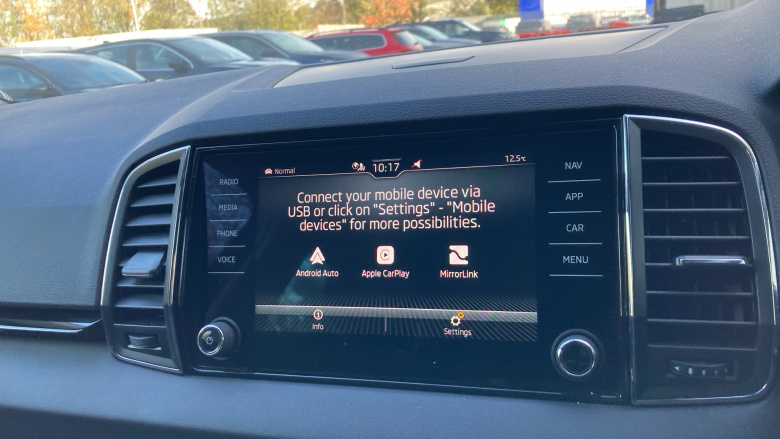 Normal
10:17
12.5°C
RADIO
MEDIA
PHONE
VOICE
Connect your mobile device via
USB or click on "Settings" - "Mobile
devices" for more possibilities.
Android Auto
Apple CarPlay
MirrorLink
Info
Settings
NAV
APP
CAR
MENU